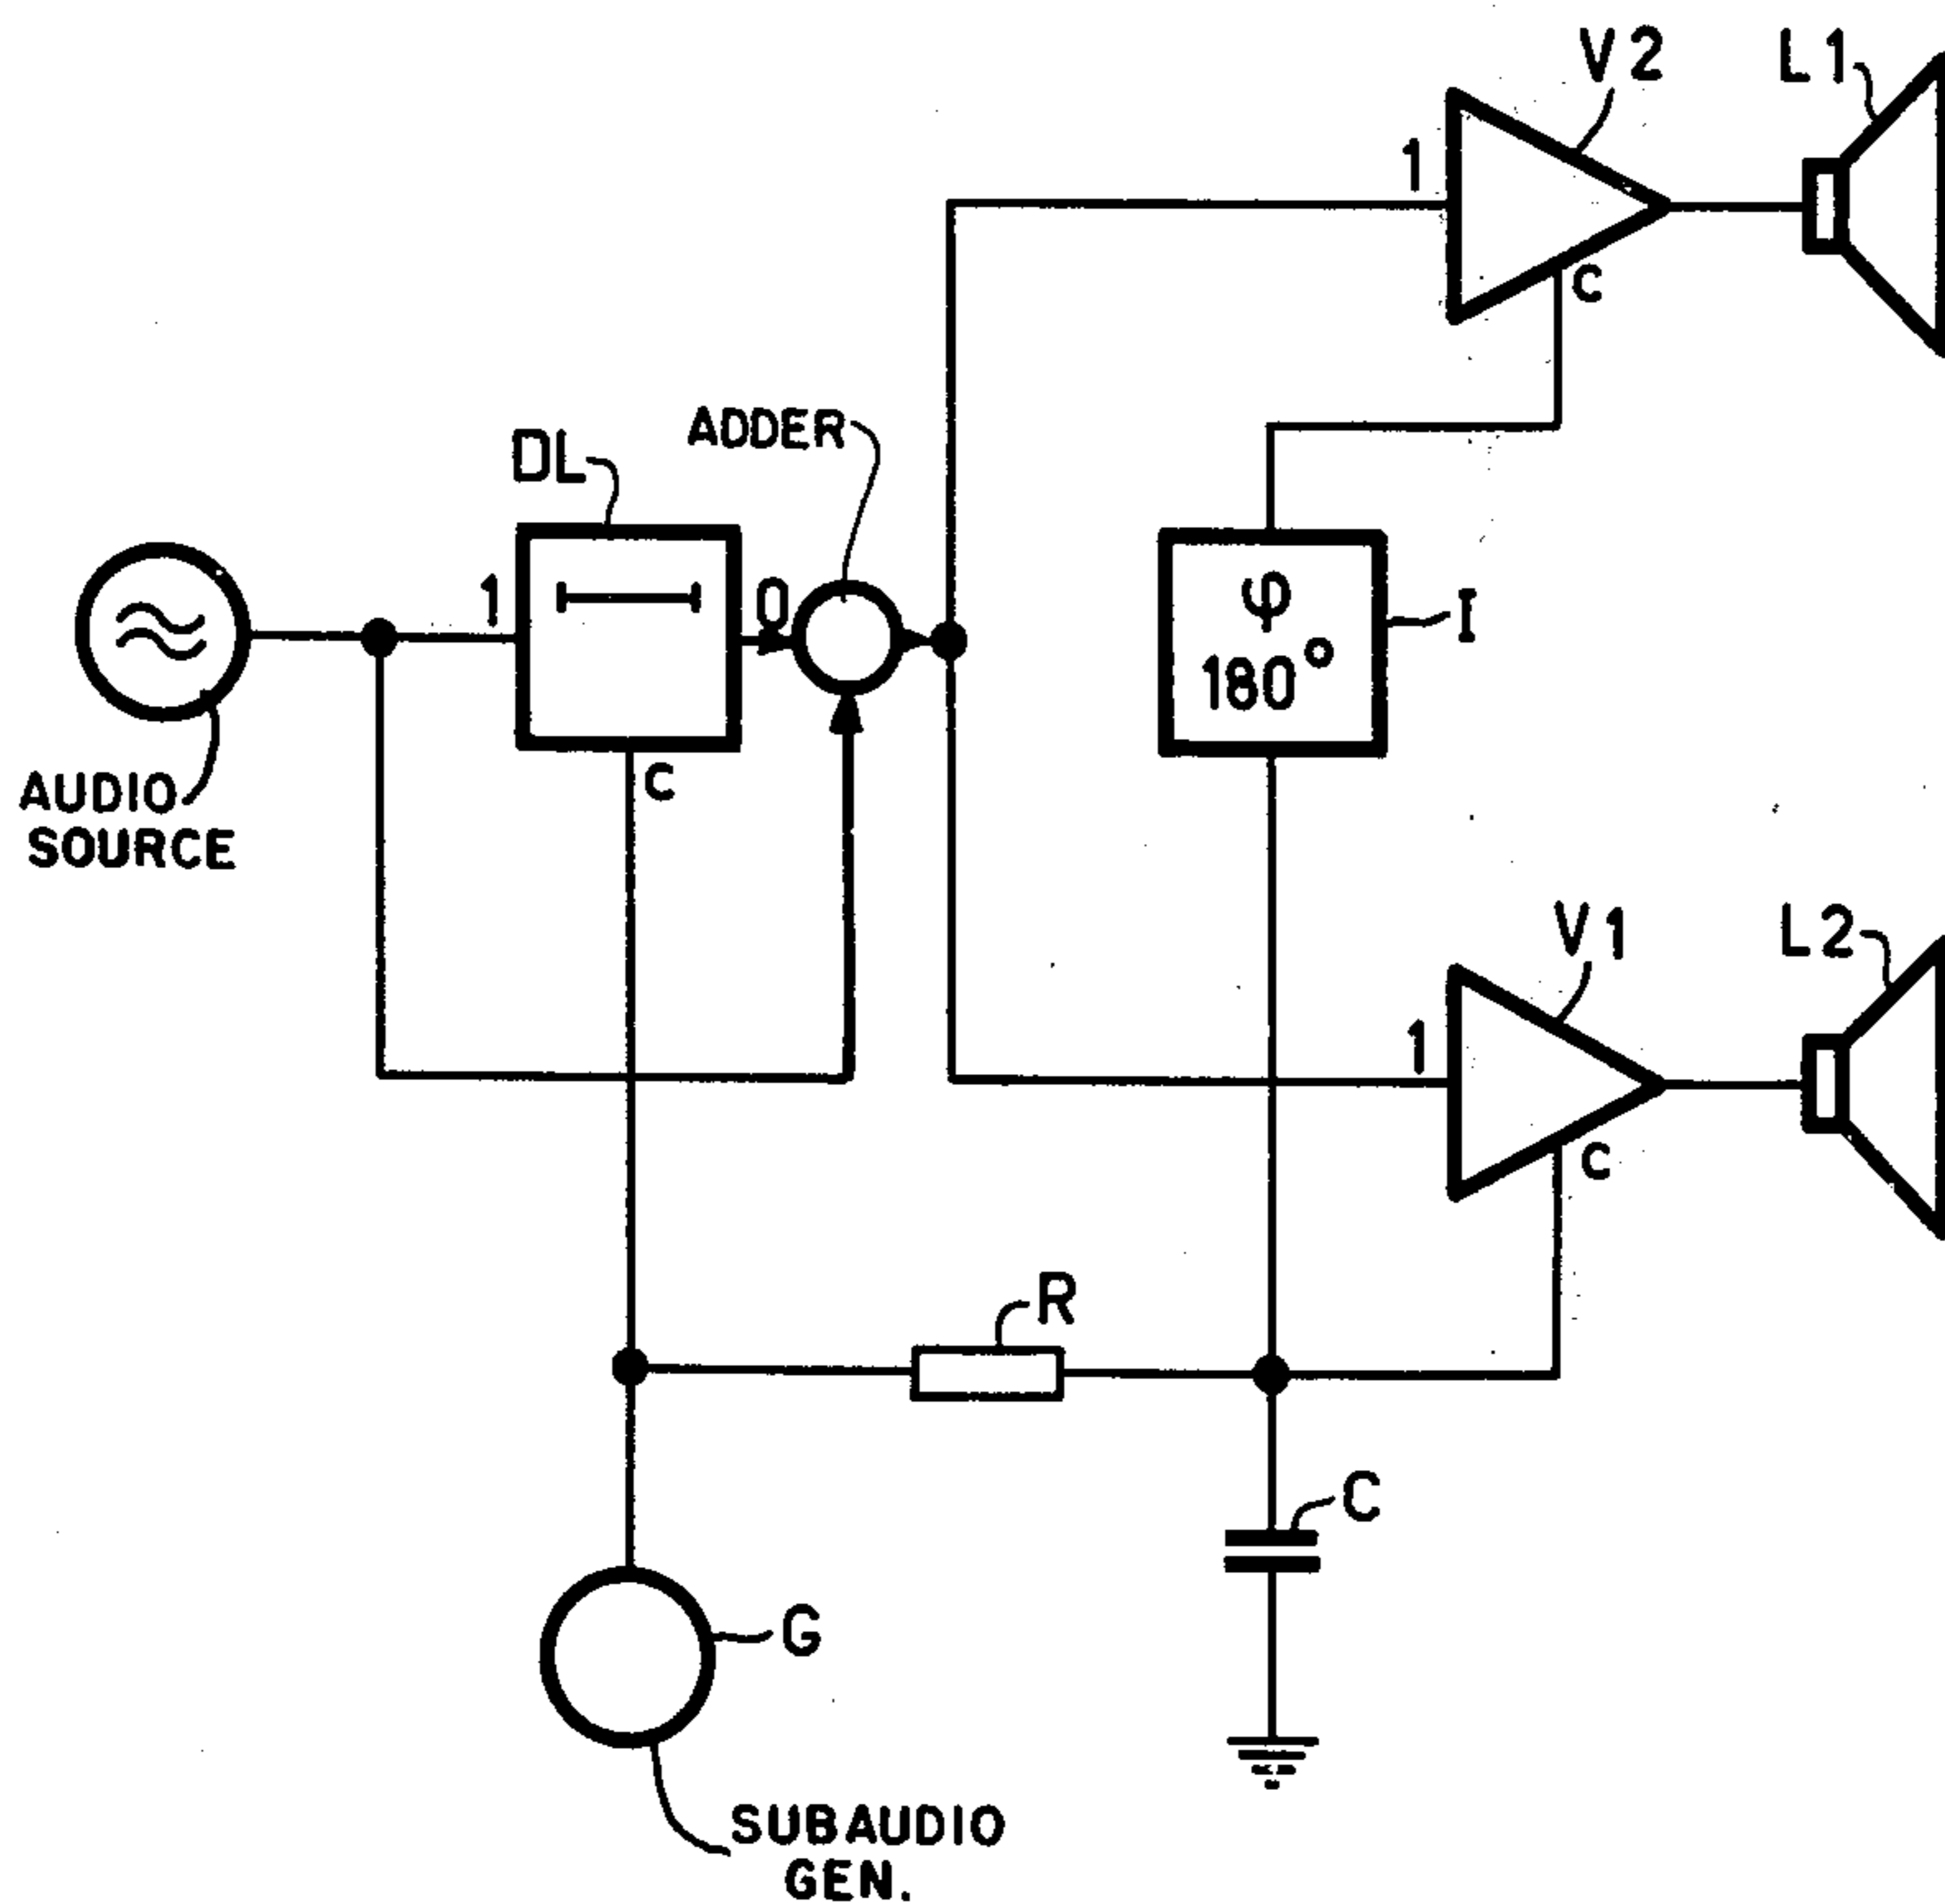 V2
L1
1
C
ADDER
DL
1
0
φ
180°
I
C
AUDIO
SOURCE
V1
L2
1
C
R
C
G
SUBAUDIO
GEN.